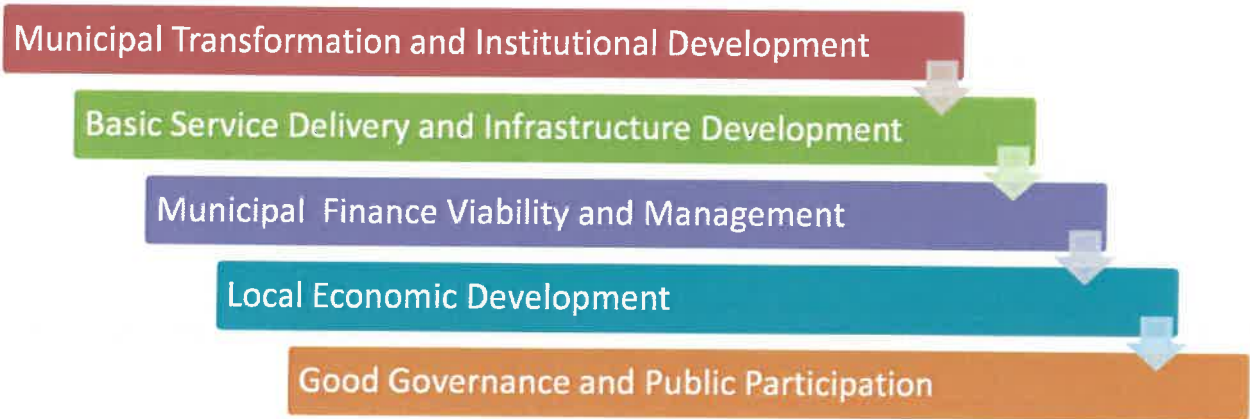 Municipal Transformation and Institutional Development
Basic Service Delivery and Infrastructure Development
Municipal Finance Viability and Management
Local Economic Development
Good Governance and Public Participation